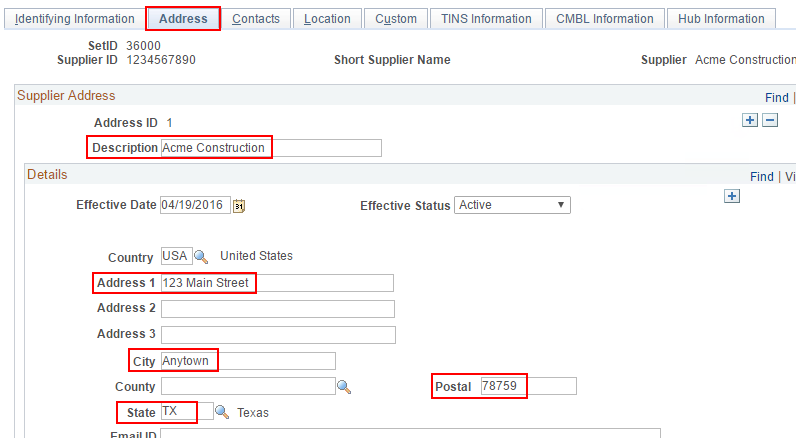 Identifying Information Address Contacts Location Custom TINS Information CMBL Information Hub Information
SetID 36000
Supplier ID 1234567890 Short Supplier Name Supplier Acme Construction
Supplier Address Find |
Address ID 1
Description Acme Construction
Details Find | Vi
Effective Date 04/19/2016 31 Effective Status Active
Country USA United States
Address 1 123 Main Street
Address 2
Address 3
City Anytown
County Postal 78759
State TX Texas
Email ID